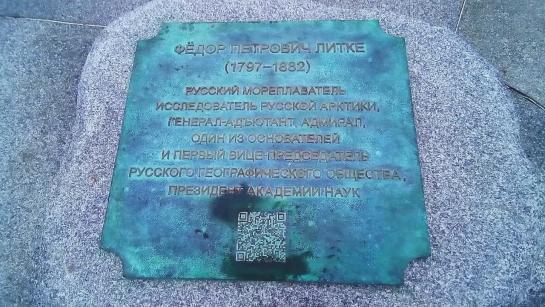 ФЁДОР ПЕТРОВИЧ ЛИТКЕ
(1797–1882)
РУССКИЙ МОРЕПЛАВАТЕЛЬ
ИССЛЕДОВАТЕЛЬ РУССКОЙ АРКТИКИ,
ГЕНЕРАЛ-АДЪЮТАНТ, АДМИРАЛ,
ОДИН ИЗ ОСНОВАТЕЛЕЙ
И ПЕРВЫЙ ВИЦЕ-ПРЕДСЕДАТЕЛЬ
РУССКОГО ГЕОГРАФИЧЕСКОГО ОБЩЕСТВА,
ПРЕЗИДЕНТ АКАДЕМИИ НАУК